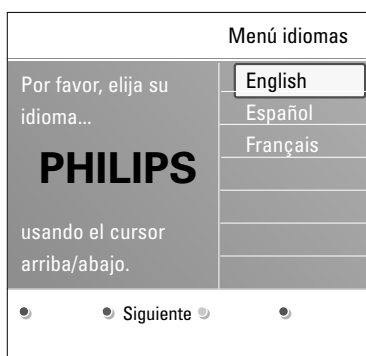 Menú idiomas
Por favor, elija su
idioma...
PHILIPS
usando el cursor
arriba/abajo.
English
Español
Français
Siguiente